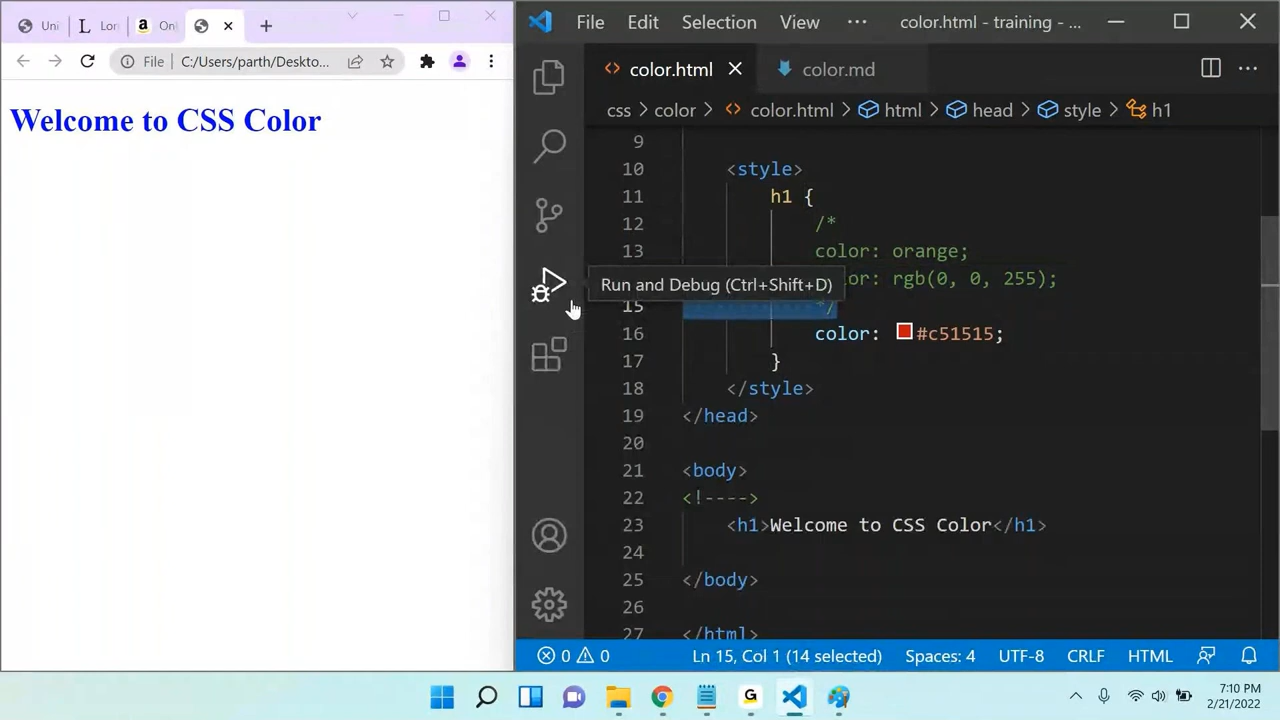 Uni
Lor
Onl
File C:/Users/parth/Deskto...
Welcome to CSS Color
File Edit Selection View ··· color.html - training - ...
color.html color.md ···
css > color > color.html > html > head > style > h1
9
10 <style>
11 h1 {
12 /*
13 color: orange;
or: rgb(0, 0, 255);
Run and Debug (Ctrl+Shift+D)
15 */
16 color: #c51515;
17 }
18 </style>
19 </head>
20
21 <body>
22 <!---->
23 <h1>Welcome to CSS Color</h1>
24
25 </body>
26
27 </html>
0 0 Ln 15, Col 1 (14 selected) Spaces: 4 UTF-8 CRLF HTML
7:10 PM
2/21/2022